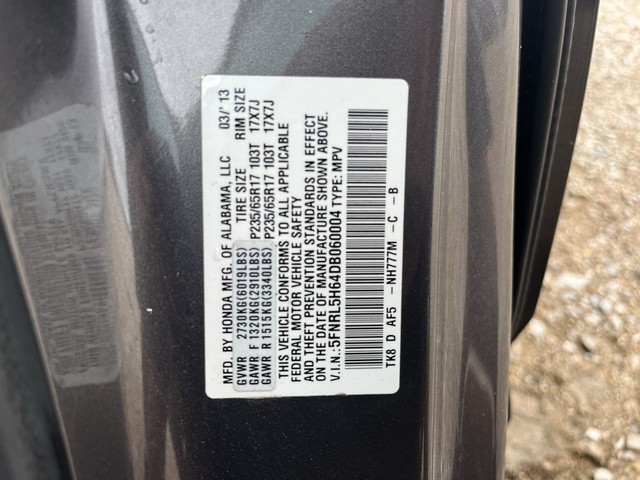 MFD. BY HONDA MFG. OF ALABAMA, LLC 03/'13
GVWR 2730KG(6019LBS) TIRE SIZE RIM SIZE
GAWR F 1320KG(2910LBS) P235/65R17 103T 17X7J
GAWR R 1515KG(3340LBS) P235/65R17 103T 17X7J
THIS VEHICLE CONFORMS TO ALL APPLICABLE
FEDERAL MOTOR VEHICLE SAFETY
AND THEFT PREVENTION STANDARDS IN EFFECT
ON THE DATE OF MANUFACTURE SHOWN ABOVE.
V.I.N.: 5FNRL5H64DB060004 TYPE: MPV
TK8 D AF5 -NH777M -C -B